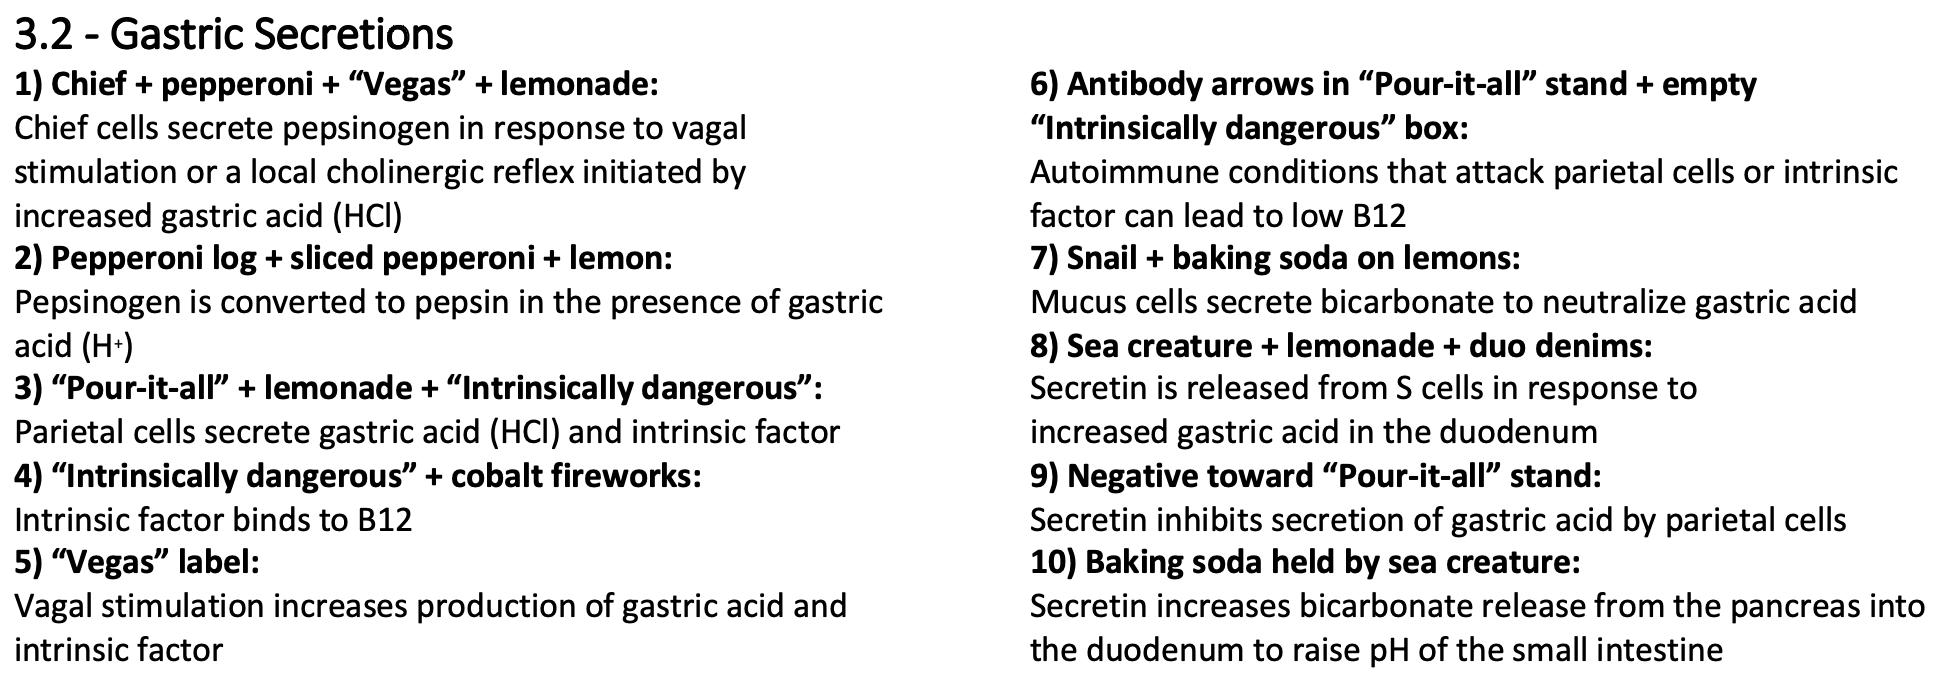 3.2 - Gastric Secretions
1) Chief + pepperoni + “Vegas” + lemonade:
Chief cells secrete pepsinogen in response to vagal
stimulation or a local cholinergic reflex initiated by
increased gastric acid (HCl)
2) Pepperoni log + sliced pepperoni + lemon:
Pepsinogen is converted to pepsin in the presence of gastric
acid (H⁺)
3) “Pour-it-all” + lemonade + “Intrinsically dangerous”:
Parietal cells secrete gastric acid (HCl) and intrinsic factor
4) “Intrinsically dangerous” + cobalt fireworks:
Intrinsic factor binds to B12
5) “Vegas” label:
Vagal stimulation increases production of gastric acid and
intrinsic factor
6) Antibody arrows in “Pour-it-all” stand + empty
“Intrinsically dangerous” box:
Autoimmune conditions that attack parietal cells or intrinsic
factor can lead to low B12
7) Snail + baking soda on lemons:
Mucus cells secrete bicarbonate to neutralize gastric acid
8) Sea creature + lemonade + duo denims:
Secretin is released from S cells in response to
increased gastric acid in the duodenum
9) Negative toward “Pour-it-all” stand:
Secretin inhibits secretion of gastric acid by parietal cells
10) Baking soda held by sea creature:
Secretin increases bicarbonate release from the pancreas into
the duodenum to raise pH of the small intestine